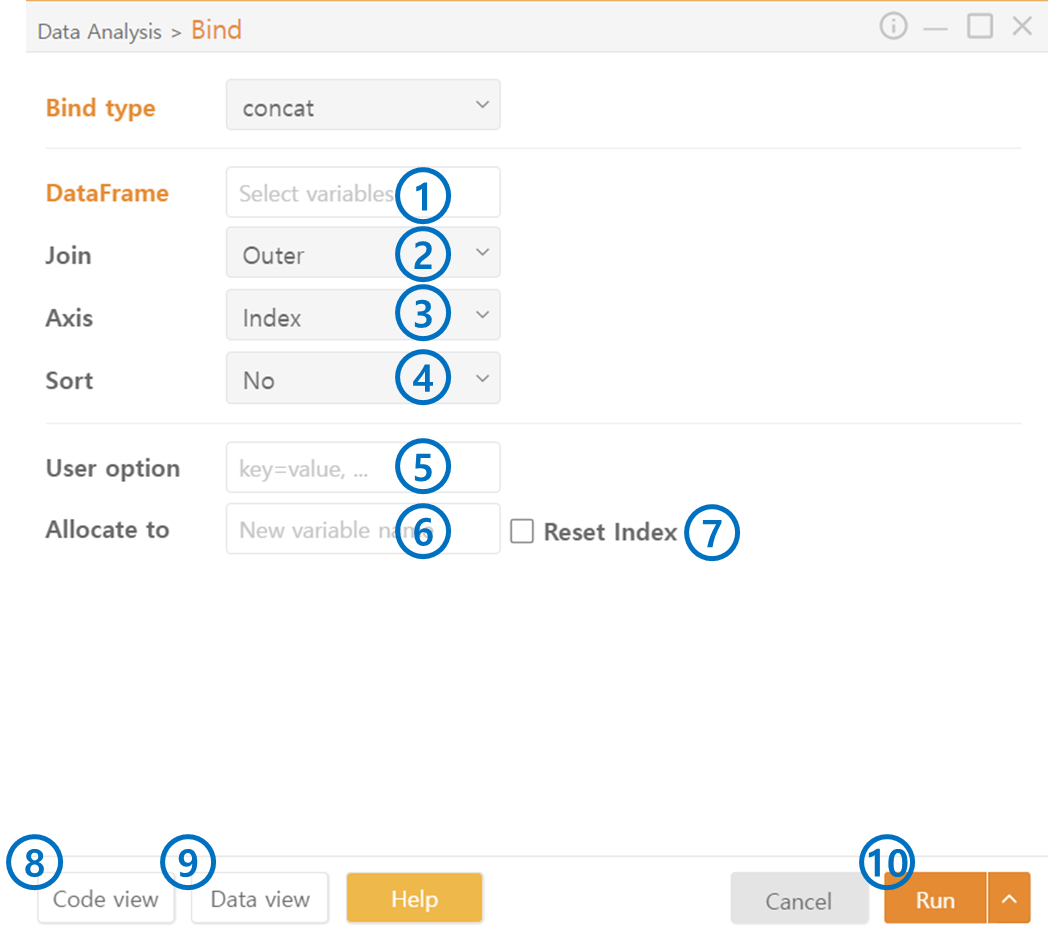 Data Analysis > Bind
Bind type concat
DataFrame Select variables 1
Join Outer 2
Axis Index 3
Sort No 4
User option key=value, ... 5
Allocate to New variable name 6 Reset Index 7
8 9 10
Code view Data view Help Cancel Run